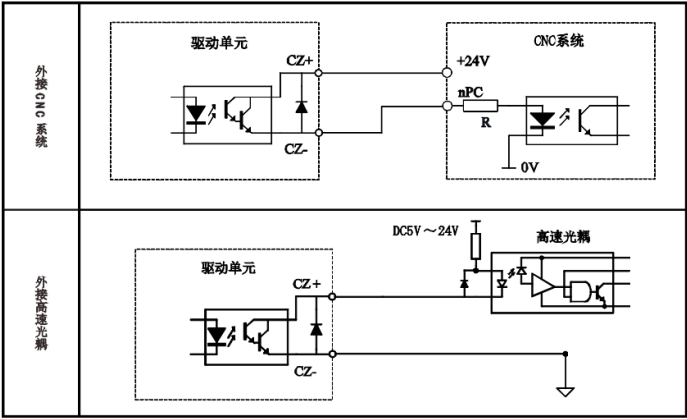 外接CNC系统
驱动单元
CZ+
CZ-
CNC系统
+24V
nPC
R
0V
外接高速光耦
驱动单元
CZ+
CZ-
DC5V～24V
高速光耦